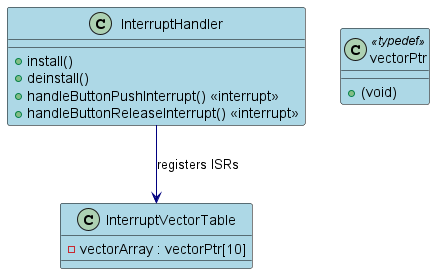 C InterruptHandler
install()
deinstall()
handleButtonPushInterrupt() «interrupt»
handleButtonReleaseInterrupt() «interrupt»
«typedef»
C vectorPtr
(void)
registers ISRs
C InterruptVectorTable
vectorArray : vectorPtr[10]